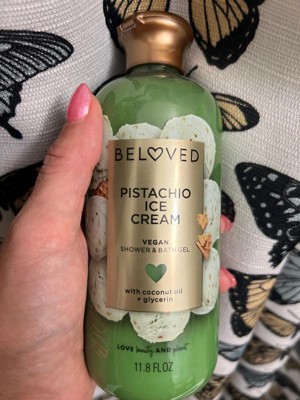 BELOVED
PISTACHIO
ICE
CREAM
VEGAN
SHOWER & BATH GEL
with coconut oil
+ glycerin
LOVE beauty AND planet
11.8 FL OZ